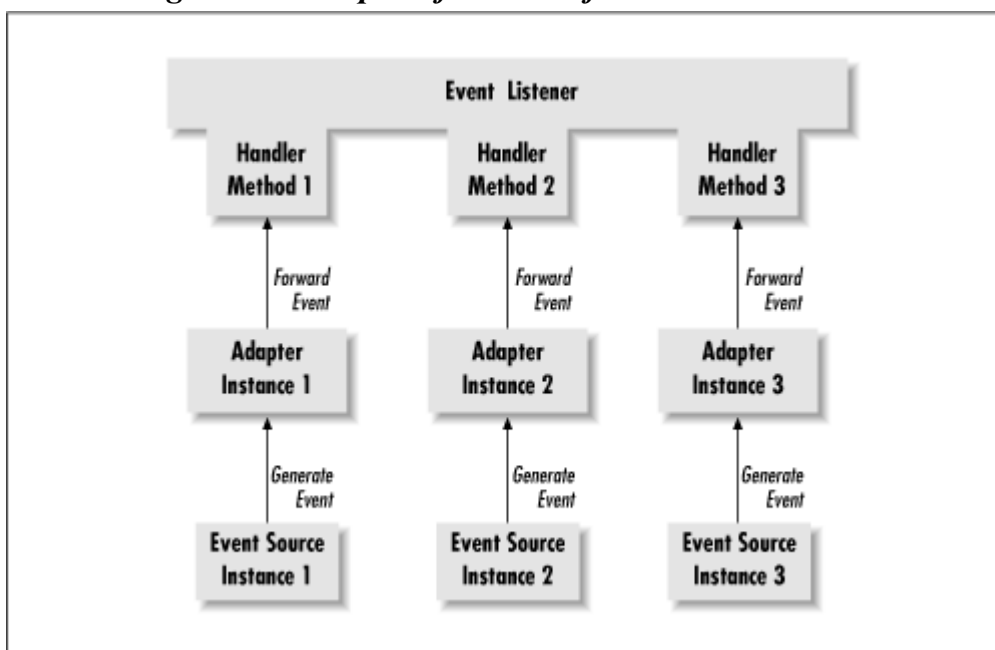 Event Listener
Handler
Method 1
Handler
Method 2
Handler
Method 3
Forward
Event
Forward
Event
Forward
Event
Adapter
Instance 1
Adapter
Instance 2
Adapter
Instance 3
Generate
Event
Generate
Event
Generate
Event
Event Source
Instance 1
Event Source
Instance 2
Event Source
Instance 3